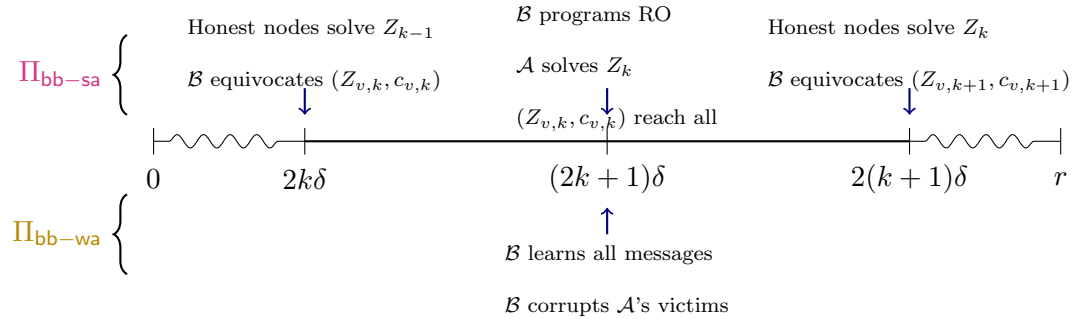 Honest nodes solve Z_{k−1}
ℬ equivocates (Z_{v,k}, c_{v,k})
ℬ programs RO
𝒜 solves Z_k
(Z_{v,k}, c_{v,k}) reach all
Honest nodes solve Z_k
ℬ equivocates (Z_{v,k+1}, c_{v,k+1})
Π_{bb−sa}
0
2kδ
(2k + 1)δ
2(k + 1)δ
r
Π_{bb−wa}
ℬ learns all messages
ℬ corrupts 𝒜's victims